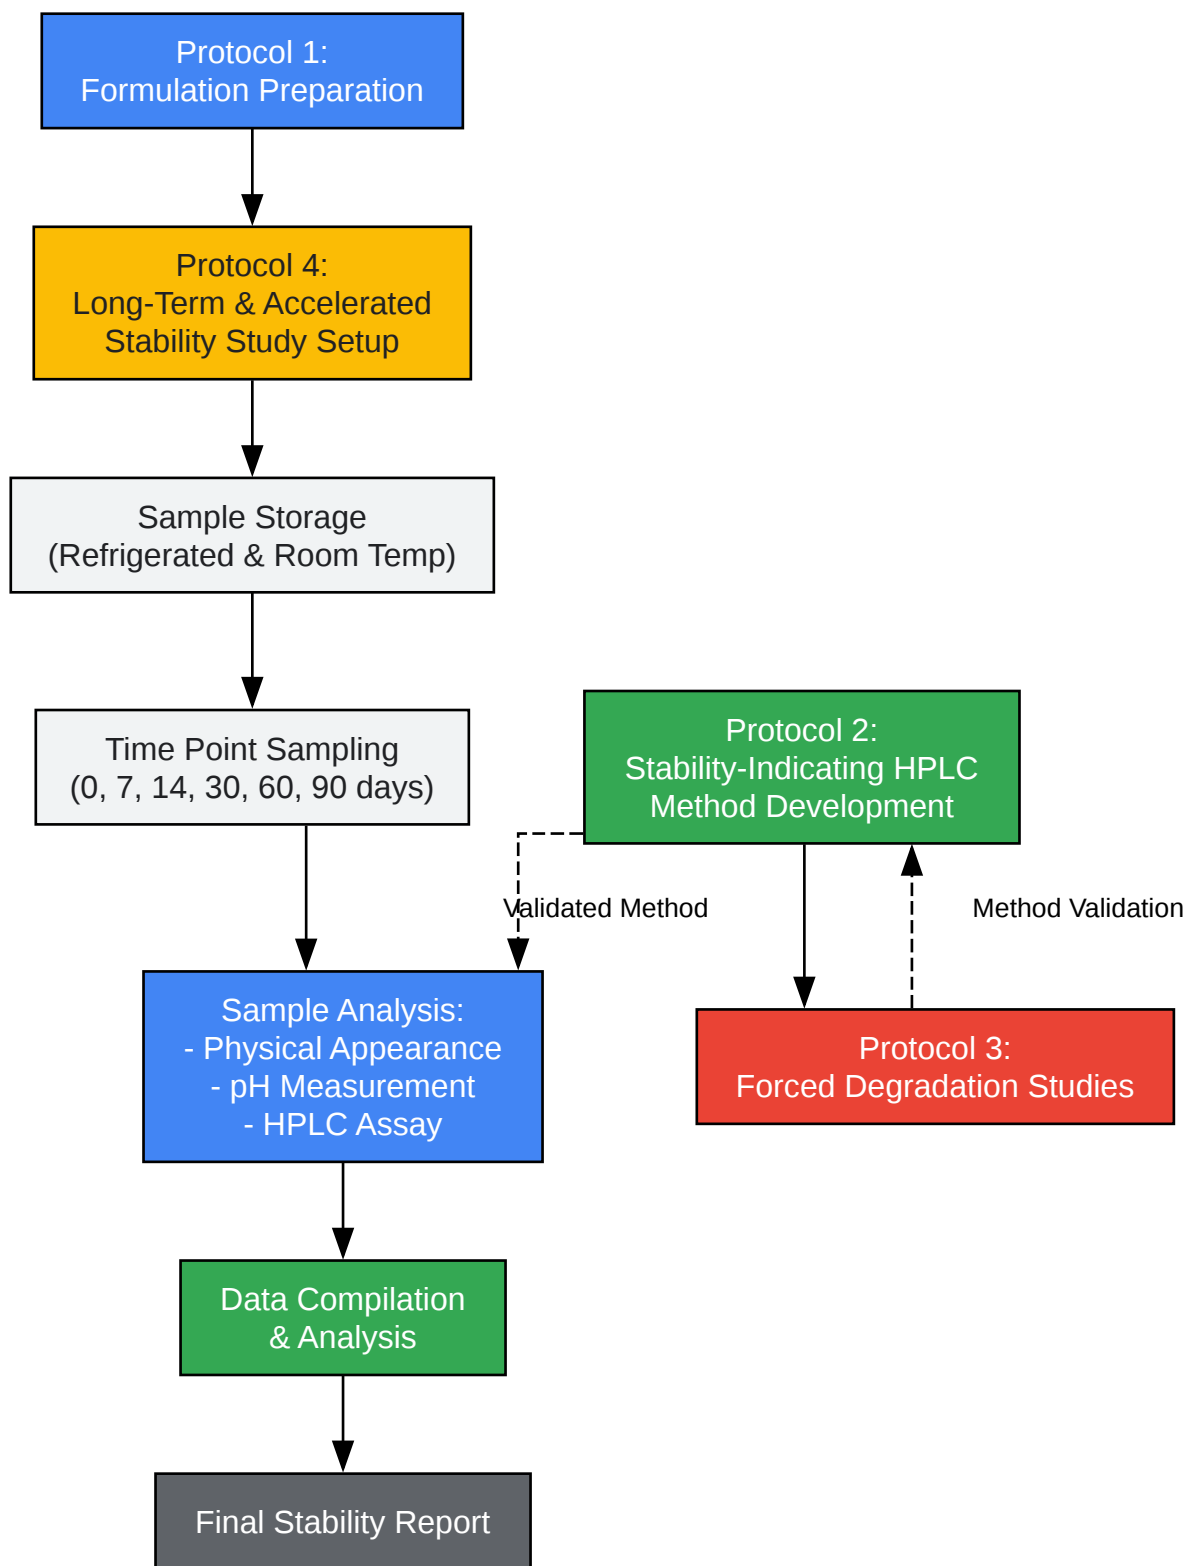 Protocol 1:
Formulation Preparation
Protocol 4:
Long-Term & Accelerated
Stability Study Setup
Sample Storage
(Refrigerated & Room Temp)
Time Point Sampling
(0, 7, 14, 30, 60, 90 days)
Protocol 2:
Stability-Indicating HPLC
Method Development
Validated Method
Method Validation
Sample Analysis:
- Physical Appearance
- pH Measurement
- HPLC Assay
Protocol 3:
Forced Degradation Studies
Data Compilation
& Analysis
Final Stability Report